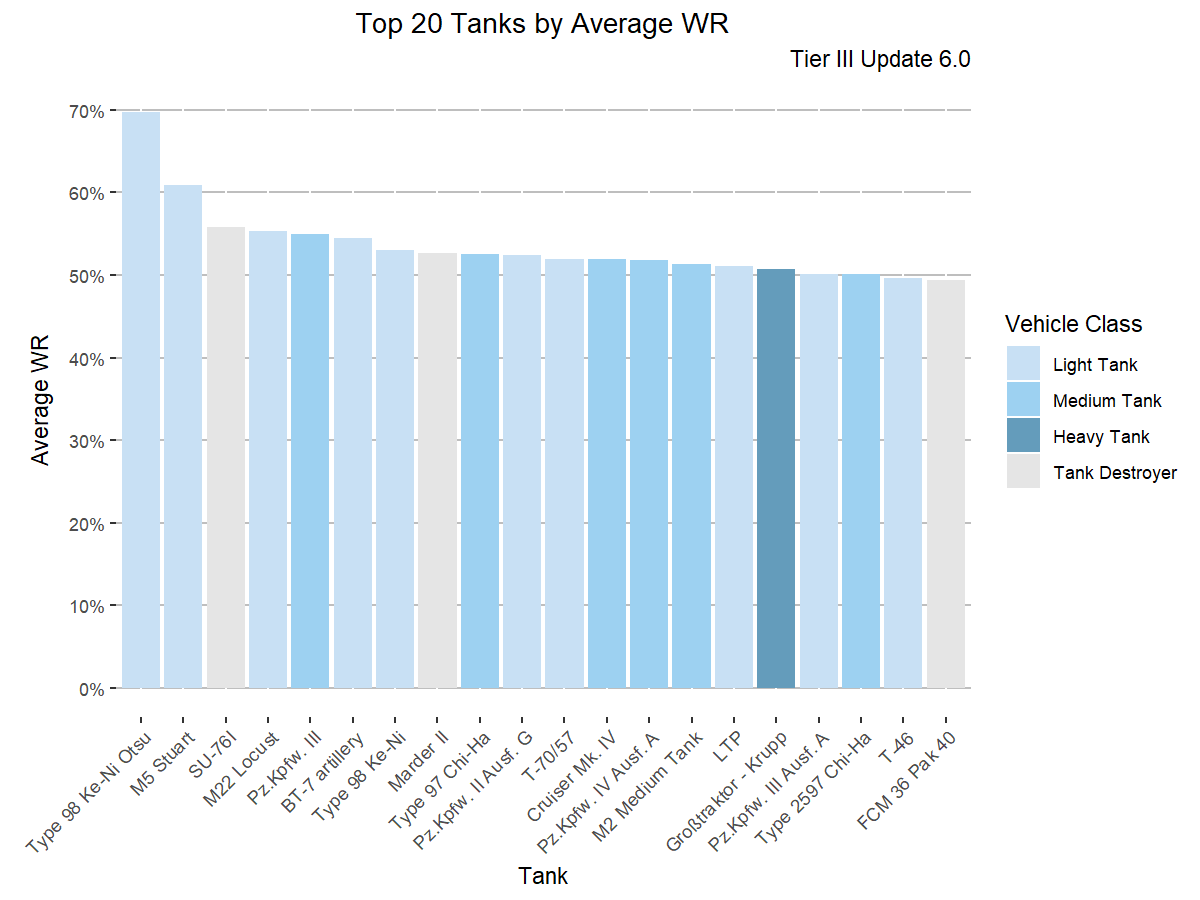 Top 20 Tanks by Average WR
Tier III Update 6.0
70%
60%
50%
40%
30%
20%
10%
0%
Average WR
Type 98 Ke-Ni Otsu
M5 Stuart
SU-76I
M22 Locust
Pz.Kpfw. III
BT-7 artillery
Type 98 Ke-Ni
Marder II
Type 97 Chi-Ha
Pz.Kpfw. II Ausf. G
T-70/57
Cruiser Mk. IV
Pz.Kpfw. IV Ausf. A
M2 Medium Tank
LTP
Großtraktor - Krupp
Pz.Kpfw. III Ausf. A
Type 2597 Chi-Ha
T-46
FCM 36 Pak 40
Tank
Vehicle Class
Light Tank
Medium Tank
Heavy Tank
Tank Destroyer